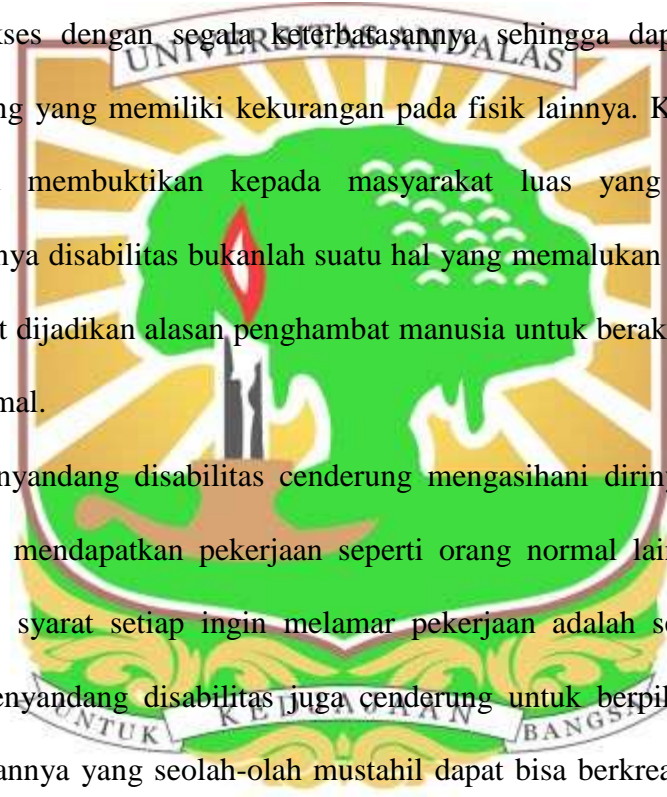 kses dengan segala keterbatasannya sehingga dap
UNIVERSITAS ANDALAS
ng yang memiliki kekurangan pada fisik lainnya. K
membuktikan kepada masyarakat luas yang
nya disabilitas bukanlah suatu hal yang memalukan
t dijadikan alasan penghambat manusia untuk berak
mal.
nyandang disabilitas cenderung mengasihani diriny
mendapatkan pekerjaan seperti orang normal lai
syarat setiap ingin melamar pekerjaan adalah s
enyandang disabilitas juga cenderung untuk berpi
UNTUK KEDJAJAAN BANGSA
annya yang seolah-olah mustahil dapat bisa berkrea